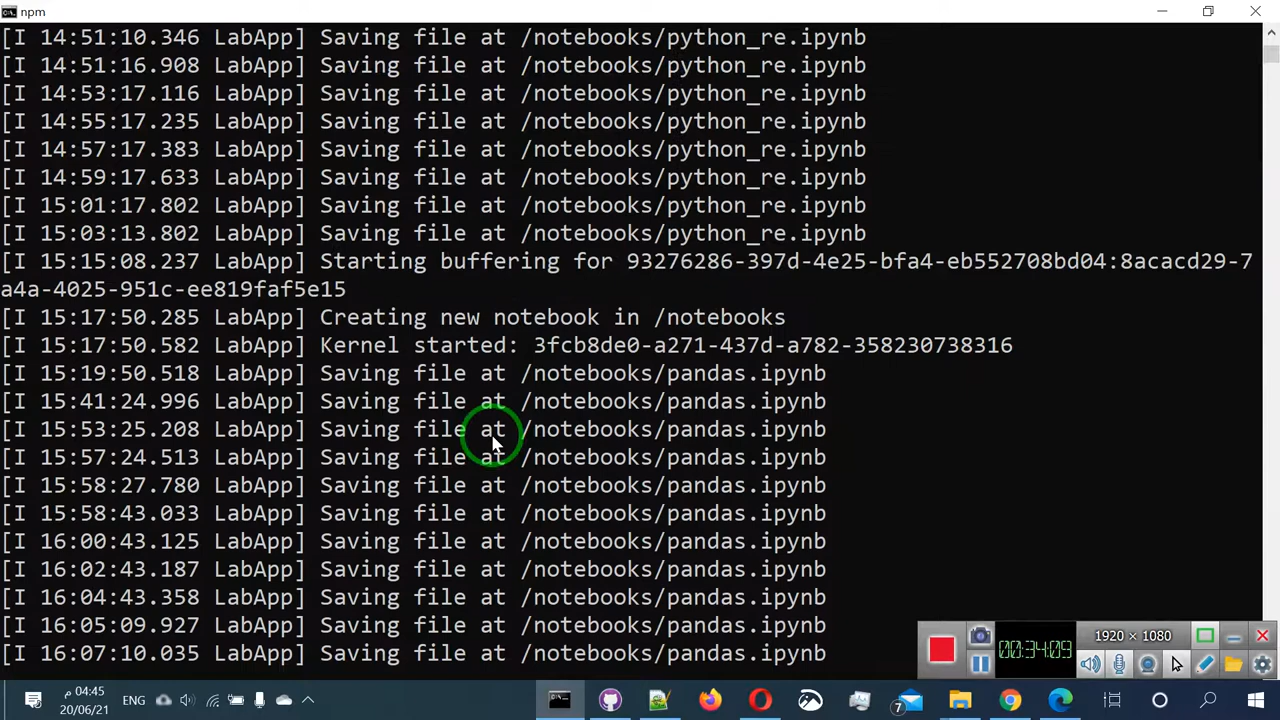 npm
[I 14:51:10.346 LabApp] Saving file at /notebooks/python_re.ipynb
[I 14:51:16.908 LabApp] Saving file at /notebooks/python_re.ipynb
[I 14:53:17.116 LabApp] Saving file at /notebooks/python_re.ipynb
[I 14:55:17.235 LabApp] Saving file at /notebooks/python_re.ipynb
[I 14:57:17.383 LabApp] Saving file at /notebooks/python_re.ipynb
[I 14:59:17.633 LabApp] Saving file at /notebooks/python_re.ipynb
[I 15:01:17.802 LabApp] Saving file at /notebooks/python_re.ipynb
[I 15:03:13.802 LabApp] Saving file at /notebooks/python_re.ipynb
[I 15:15:08.237 LabApp] Starting buffering for 93276286-397d-4e25-bfa4-eb552708bd04:8acacd29-7
a4a-4025-951c-ee819faf5e15
[I 15:17:50.285 LabApp] Creating new notebook in /notebooks
[I 15:17:50.582 LabApp] Kernel started: 3fcb8de0-a271-437d-a782-358230738316
[I 15:19:50.518 LabApp] Saving file at /notebooks/pandas.ipynb
[I 15:41:24.996 LabApp] Saving file at /notebooks/pandas.ipynb
[I 15:53:25.208 LabApp] Saving file at /notebooks/pandas.ipynb
[I 15:57:24.513 LabApp] Saving file at /notebooks/pandas.ipynb
[I 15:58:27.780 LabApp] Saving file at /notebooks/pandas.ipynb
[I 15:58:43.033 LabApp] Saving file at /notebooks/pandas.ipynb
[I 16:00:43.125 LabApp] Saving file at /notebooks/pandas.ipynb
[I 16:02:43.187 LabApp] Saving file at /notebooks/pandas.ipynb
[I 16:04:43.358 LabApp] Saving file at /notebooks/pandas.ipynb
[I 16:05:09.927 LabApp] Saving file at /notebooks/pandas.ipynb
[I 16:07:10.035 LabApp] Saving file at /notebooks/pandas.ipynb
00:34:09
1920 × 1080
04:45 م
20/06/21
ENG
7